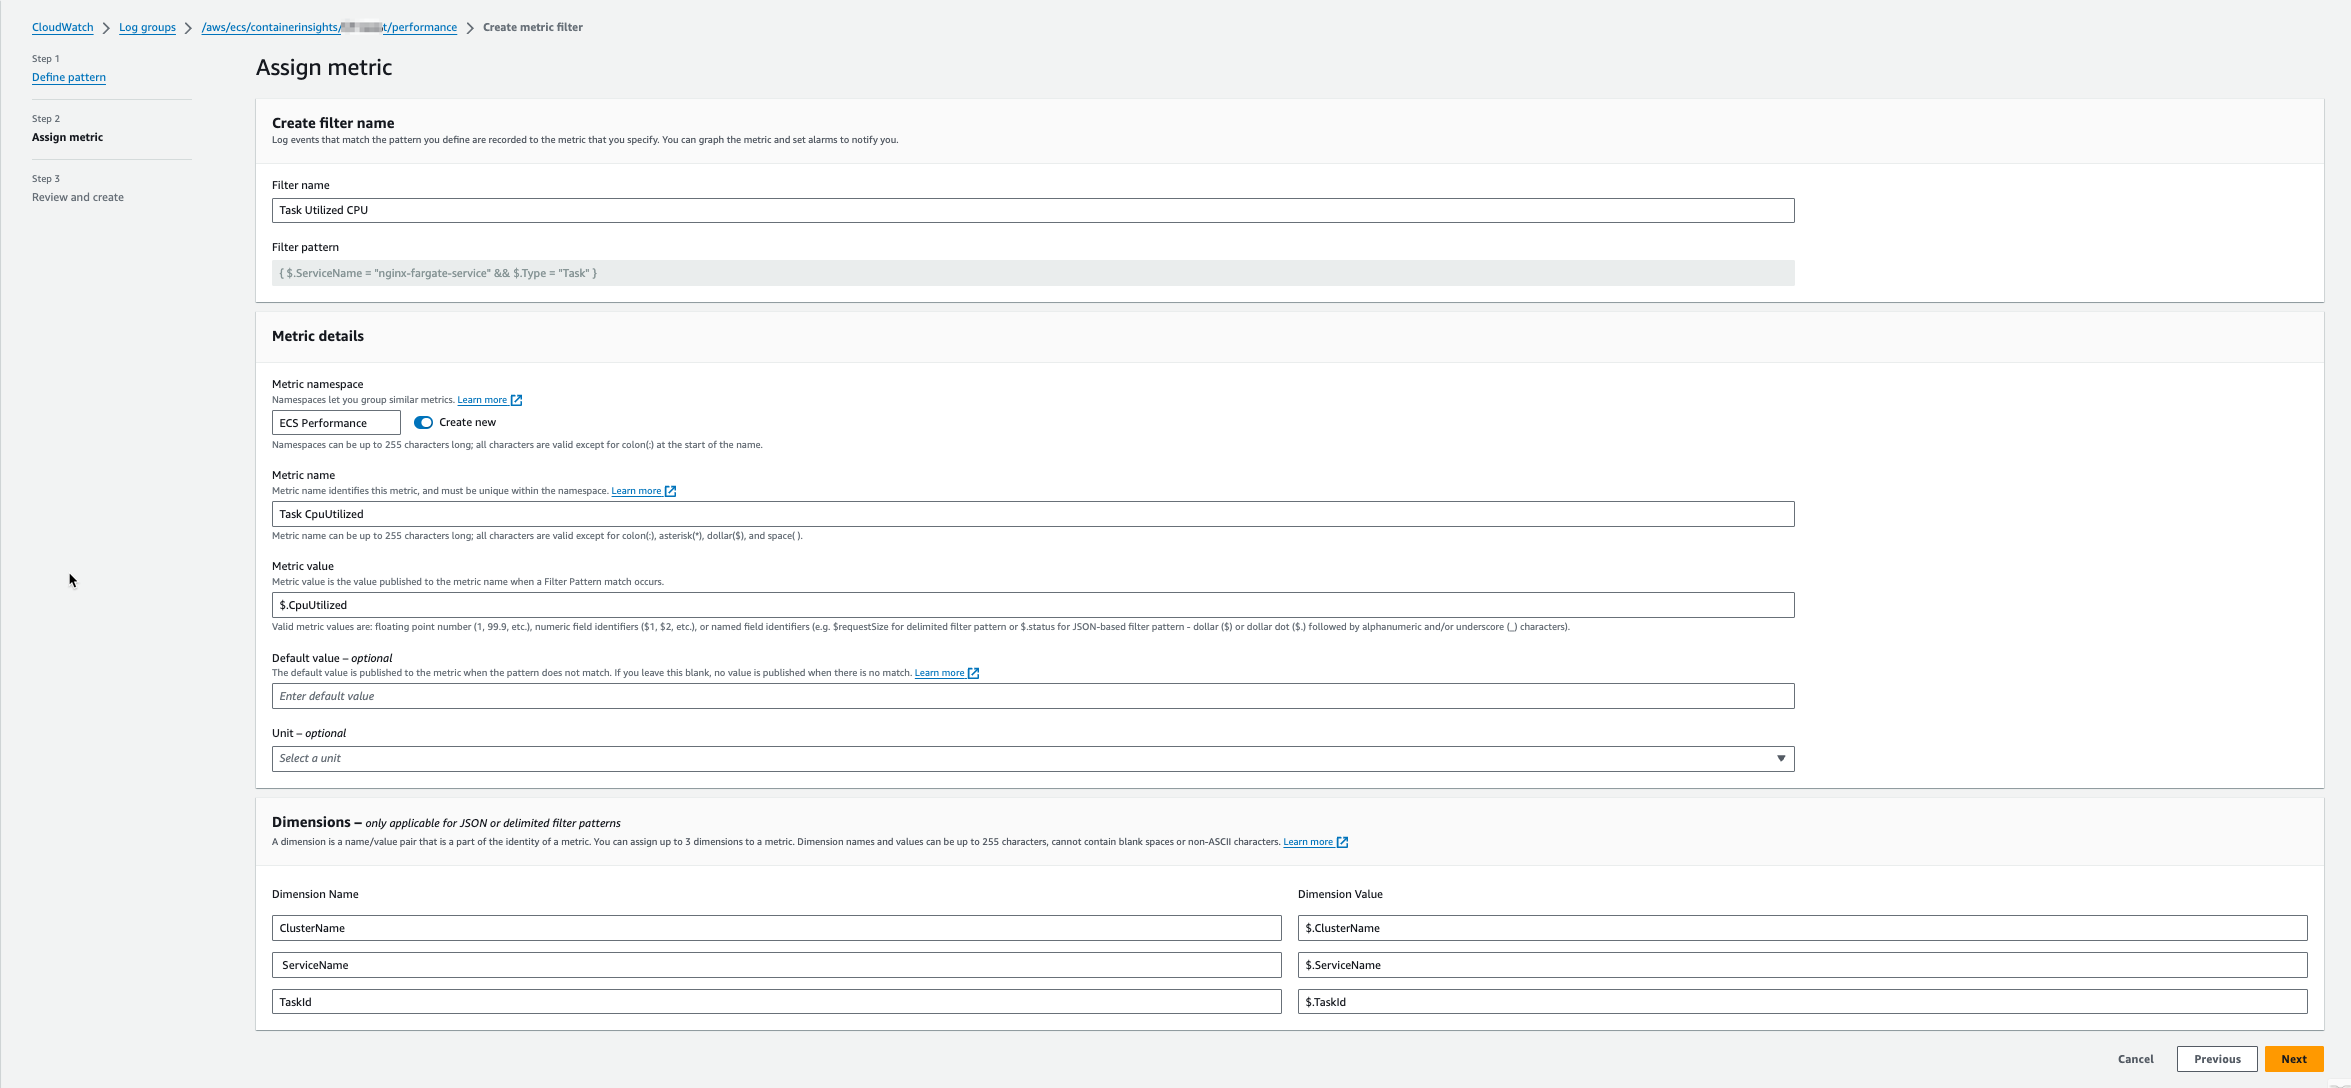 CloudWatch > Log groups > /aws/ecs/containerinsights/ t/performance > Create metric filter
Step 1
Define pattern
Step 2
Assign metric
Step 3
Review and create
Assign metric
Create filter name
Log events that match the pattern you define are recorded to the metric that you specify. You can graph the metric and set alarms to notify you.
Filter name
Task Utilized CPU
Filter pattern
{ $.ServiceName = "nginx-fargate-service" && $.Type = "Task" }
Metric details
Metric namespace
Namespaces let you group similar metrics. Learn more
ECS Performance Create new
Namespaces can be up to 255 characters long; all characters are valid except for colon(:) at the start of the name.
Metric name
Metric name identifies this metric, and must be unique within the namespace. Learn more
Task CpuUtilized
Metric name can be up to 255 characters long; all characters are valid except for colon(:), asterisk(*), dollar($), and space( ).
Metric value
Metric value is the value published to the metric name when a Filter Pattern match occurs.
$.CpuUtilized
Valid metric values are: floating point number (1, 99.9, etc.), numeric field identifiers ($1, $2, etc.), or named field identifiers (e.g. $requestSize for delimited filter pattern or $.status for JSON-based filter pattern - dollar ($) or dollar dot ($.) followed by alphanumeric and/or underscore (_) characters).
Default value – optional
The default value is published to the metric when the pattern does not match. If you leave this blank, no value is published when there is no match. Learn more
Enter default value
Unit – optional
Select a unit
Dimensions – only applicable for JSON or delimited filter patterns
A dimension is a name/value pair that is a part of the identity of a metric. You can assign up to 3 dimensions to a metric. Dimension names and values can be up to 255 characters, cannot contain blank spaces or non-ASCII characters. Learn more
Dimension Name Dimension Value
ClusterName $.ClusterName
ServiceName $.ServiceName
TaskId $.TaskId
Cancel Previous Next